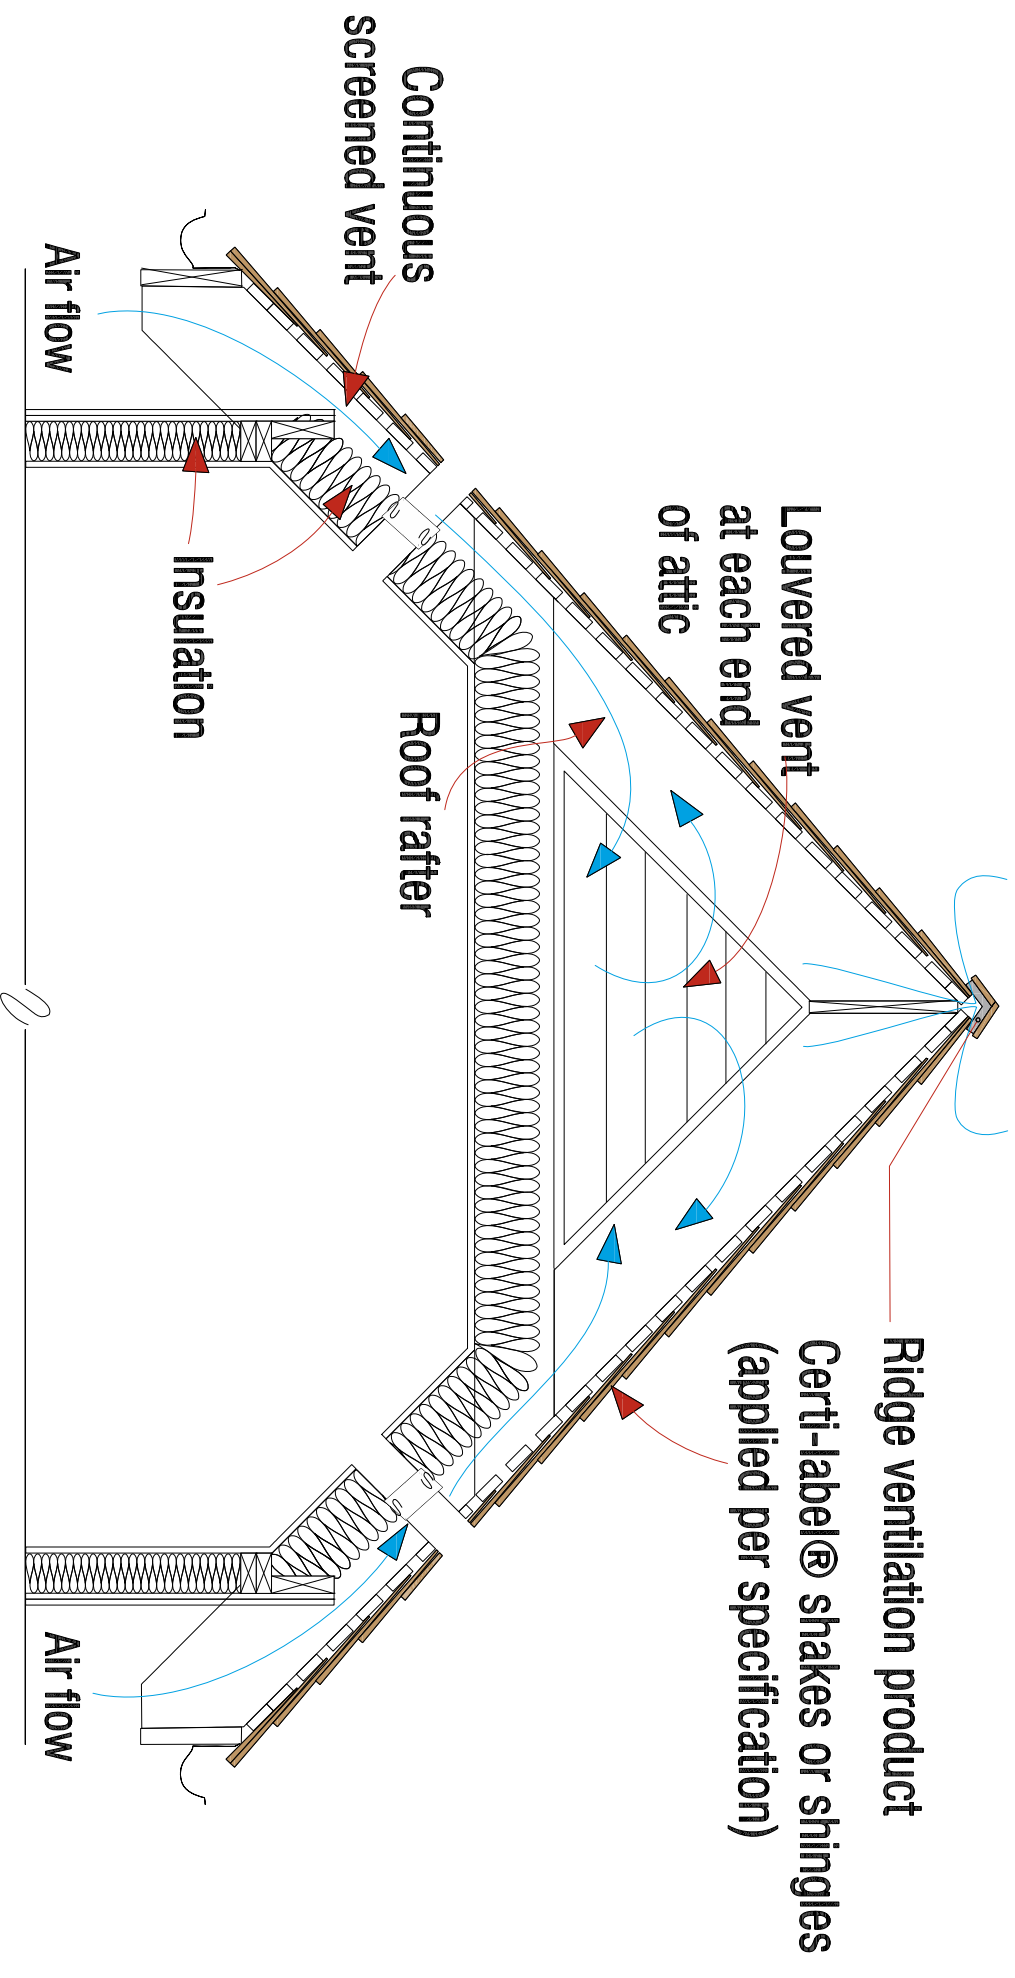 Ridge ventilation product
Certi-label® shakes or shingles
(applied per specification)
Louvered vent
at each end
of attic
Continuous
screened vent
Roof rafter
Insulation
Air flow
Air flow